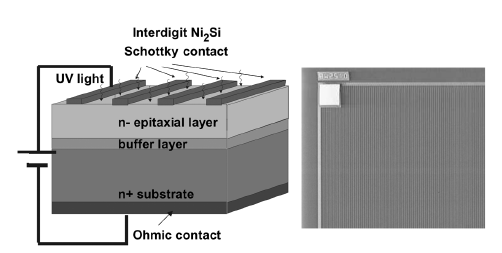 Interdigit Ni2Si
Schottky contact
UV light
n- epitaxial layer
buffer layer
n+ substrate
Ohmic contact